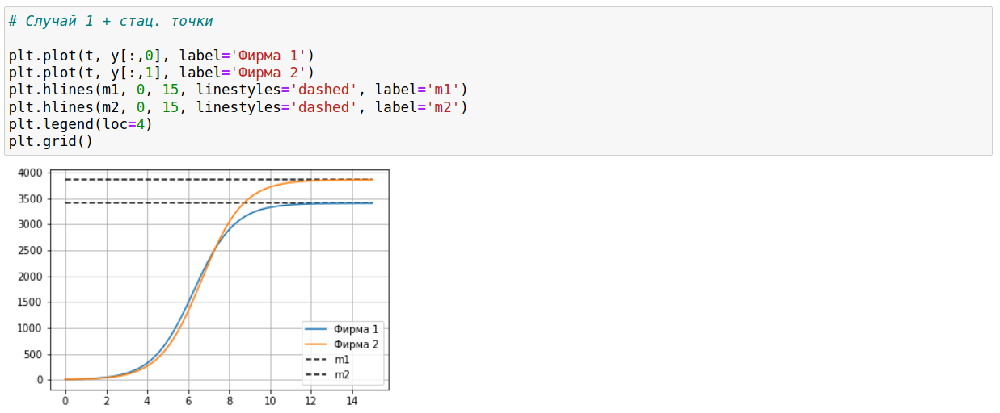 # Случай 1 + стац. точки
plt.plot(t, y[:,0], label='Фирма 1')
plt.plot(t, y[:,1], label='Фирма 2')
plt.hlines(m1, 0, 15, linestyles='dashed', label='m1')
plt.hlines(m2, 0, 15, linestyles='dashed', label='m2')
plt.legend(loc=4)
plt.grid()
4000
3500
3000
2500
2000
1500
1000
500
0
Фирма 1
Фирма 2
m1
m2
0 2 4 6 8 10 12 14